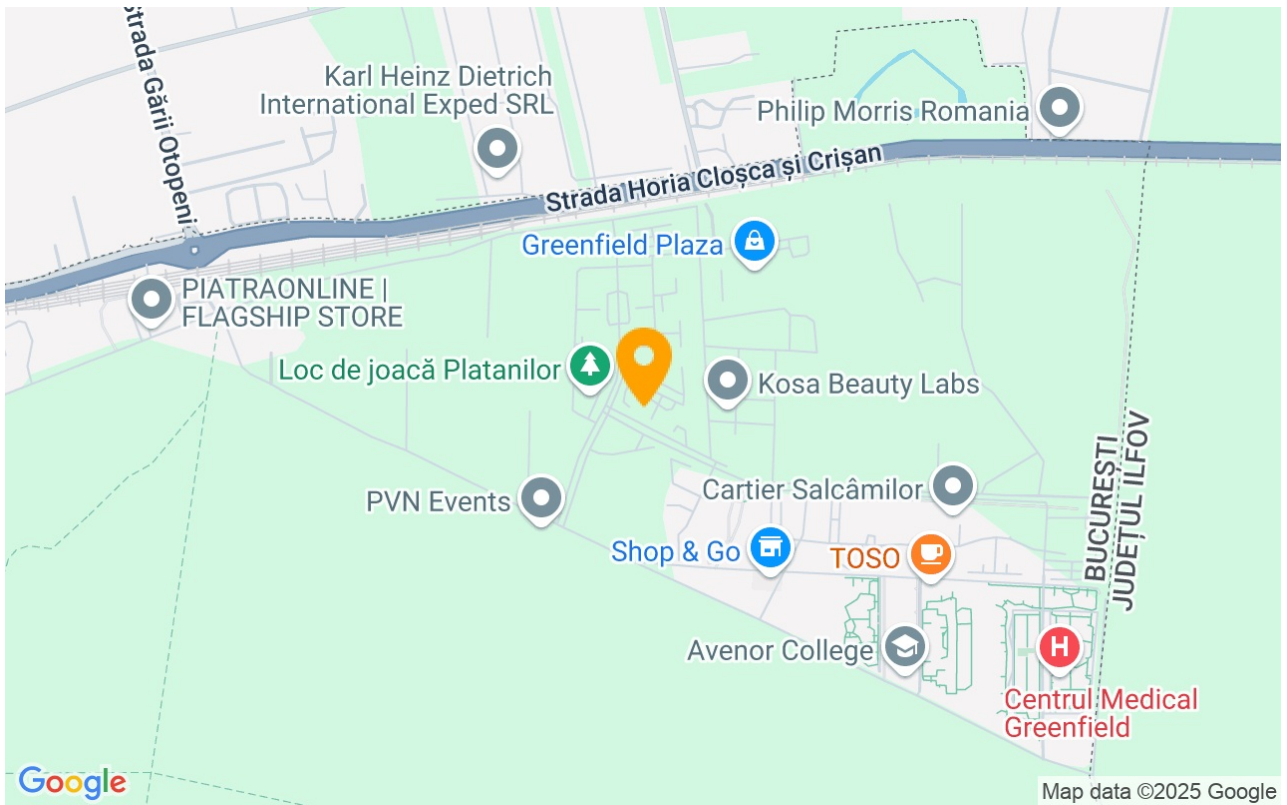 Strada Gării Otopeni
Karl Heinz Dietrich
International Exped SRL
Philip Morris Romania
Strada Horia Cloșca și Crișan
Greenfield Plaza
PIATRAONLINE |
FLAGSHIP STORE
Loc de joacă Platanilor
Kosa Beauty Labs
PVN Events
Cartier Salcâmilor
Shop & Go
TOSO
BUCUREȘTI
JUDEȚUL ILFOV
Avenor College
H
Centrul Medical
Greenfield
Google
Map data ©2025 Google